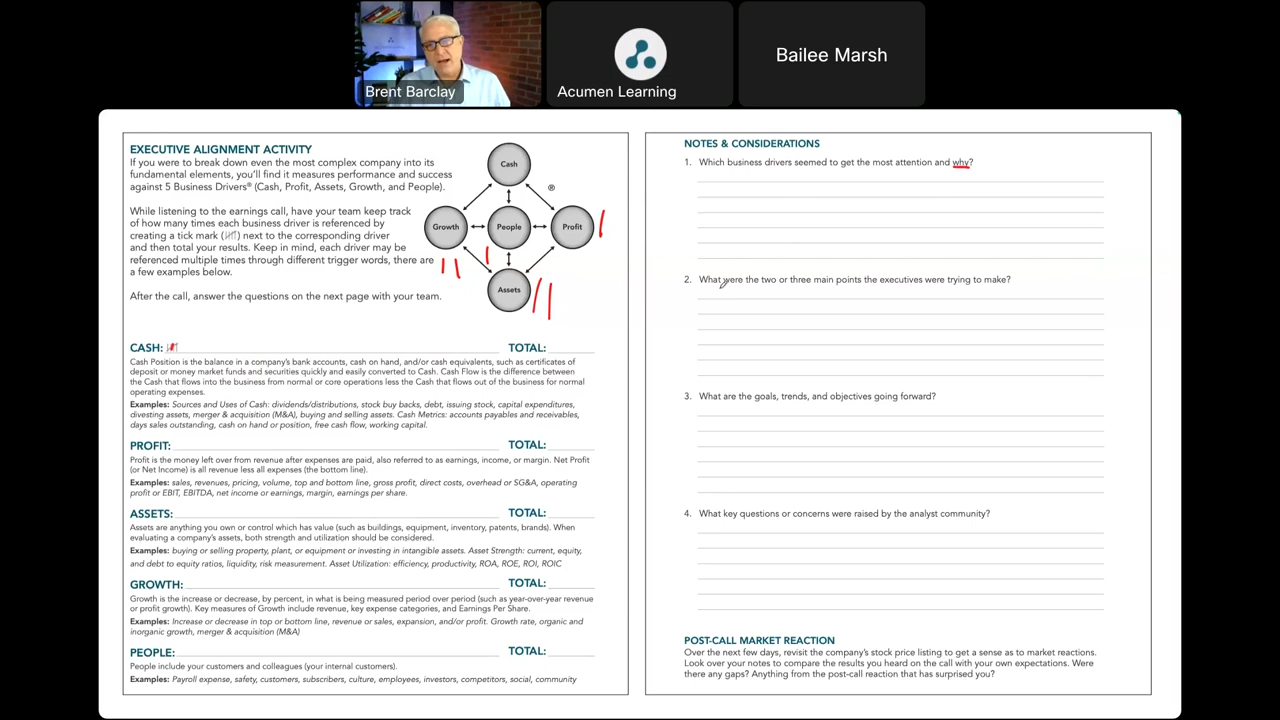 Brent Barclay
Acumen Learning
Bailee Marsh
EXECUTIVE ALIGNMENT ACTIVITY
If you were to break down even the most complex company into its
fundamental elements, you'll find it measures performance and success
against 5 Business Drivers® (Cash, Profit, Assets, Growth, and People).
While listening to the earnings call, have your team keep track
of how many times each business driver is referenced by
creating a tick mark ( ) next to the corresponding driver
and then total your results. Keep in mind, each driver may be
referenced multiple times through different trigger words, there are
a few examples below.
After the call, answer the questions on the next page with your team.
Cash
®
Growth
People
Profit
Assets
CASH: TOTAL:
Cash Position is the balance in a company's bank accounts, cash on hand, and/or cash equivalents, such as certificates of
deposit or money market funds and securities quickly and easily converted to Cash. Cash Flow is the difference between
the Cash that flows into the business from normal or core operations less the Cash that flows out of the business for normal
operating expenses.
Examples: Sources and Uses of Cash: dividends/distributions, stock buy backs, debt, issuing stock, capital expenditures,
divesting assets, merger & acquisition (M&A), buying and selling assets. Cash Metrics: accounts payables and receivables,
days sales outstanding, cash on hand or position, free cash flow, working capital.
PROFIT: TOTAL:
Profit is the money left over from revenue after expenses are paid, also referred to as earnings, income, or margin. Net Profit
(or Net Income) is all revenue less all expenses (the bottom line).
Examples: sales, revenues, pricing, volume, top and bottom line, gross profit, direct costs, overhead or SG&A, operating
profit or EBIT, EBITDA, net income or earnings, margin, earnings per share.
ASSETS: TOTAL:
Assets are anything you own or control which has value (such as buildings, equipment, inventory, patents, brands). When
evaluating a company's assets, both strength and utilization should be considered.
Examples: buying or selling property, plant, or equipment or investing in intangible assets. Asset Strength: current, equity,
and debt to equity ratios, liquidity, risk measurement. Asset Utilization: efficiency, productivity, ROA, ROE, ROI, ROIC
GROWTH: TOTAL:
Growth is the increase or decrease, by percent, in what is being measured period over period (such as year-over-year revenue
or profit growth). Key measures of Growth include revenue, key expense categories, and Earnings Per Share.
Examples: Increase or decrease in top or bottom line, revenue or sales, expansion, and/or profit. Growth rate, organic and
inorganic growth, merger & acquisition (M&A)
PEOPLE: TOTAL:
People include your customers and colleagues (your internal customers).
Examples: Payroll expense, safety, customers, subscribers, culture, employees, investors, competitors, social, community
NOTES & CONSIDERATIONS
1. Which business drivers seemed to get the most attention and why?
2. What were the two or three main points the executives were trying to make?
3. What are the goals, trends, and objectives going forward?
4. What key questions or concerns were raised by the analyst community?
POST-CALL MARKET REACTION
Over the next few days, revisit the company's stock price listing to get a sense as to market reactions.
Look over your notes to compare the results you heard on the call with your own expectations. Were
there any gaps? Anything from the post-call reaction that has surprised you?